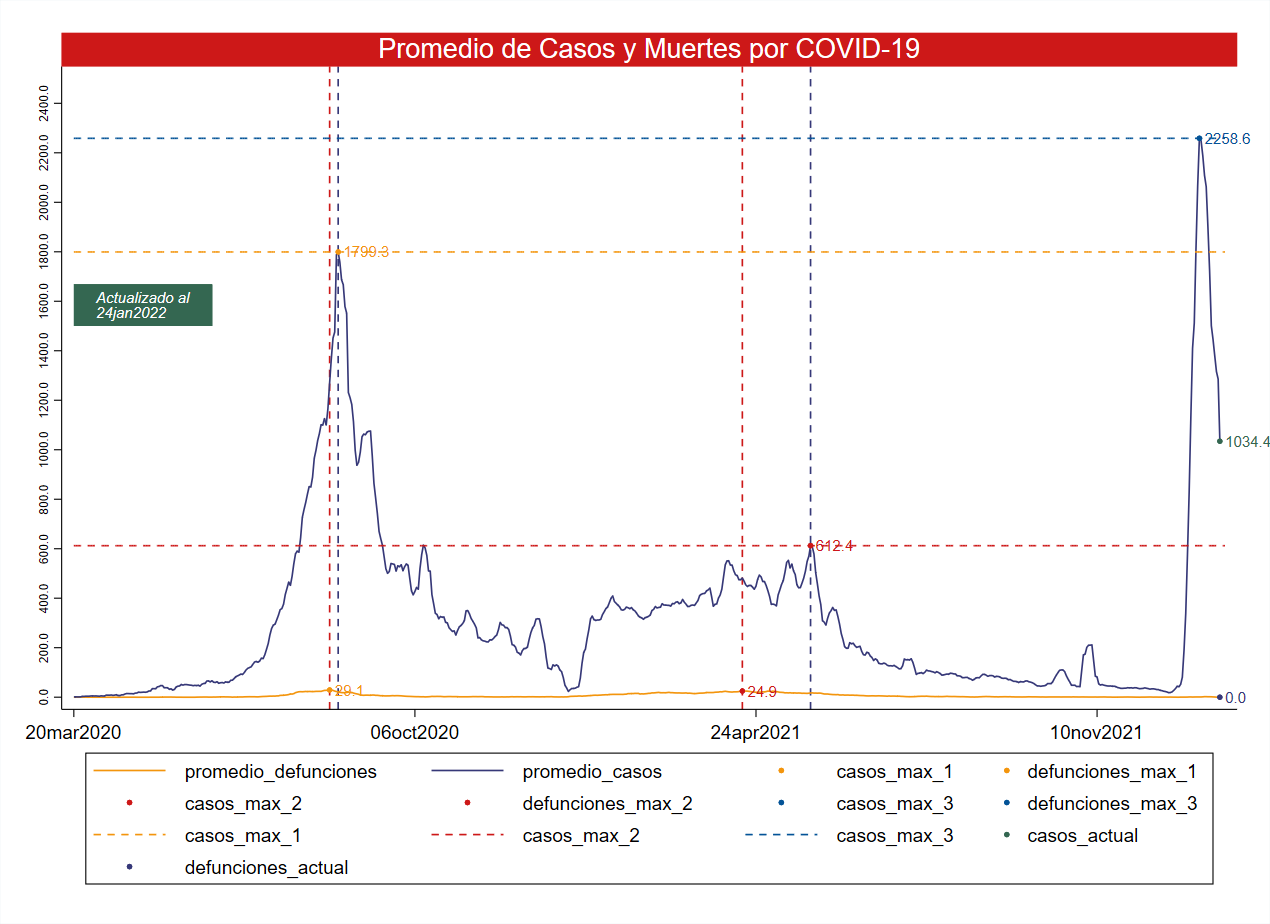 Promedio de Casos y Muertes por COVID-19
2400.0
2200.0
2000.0
1800.0
1600.0
1400.0
1200.0
1000.0
800.0
600.0
400.0
200.0
0.0
2258.6
1799.3
Actualizado al
24jan2022
1034.4
612.4
29.1
24.9
0.0
20mar2020 06oct2020 24apr2021 10nov2021
promedio_defunciones promedio_casos casos_max_1 defunciones_max_1
casos_max_2 defunciones_max_2 casos_max_3 defunciones_max_3
casos_max_1 casos_max_2 casos_max_3 casos_actual
defunciones_actual